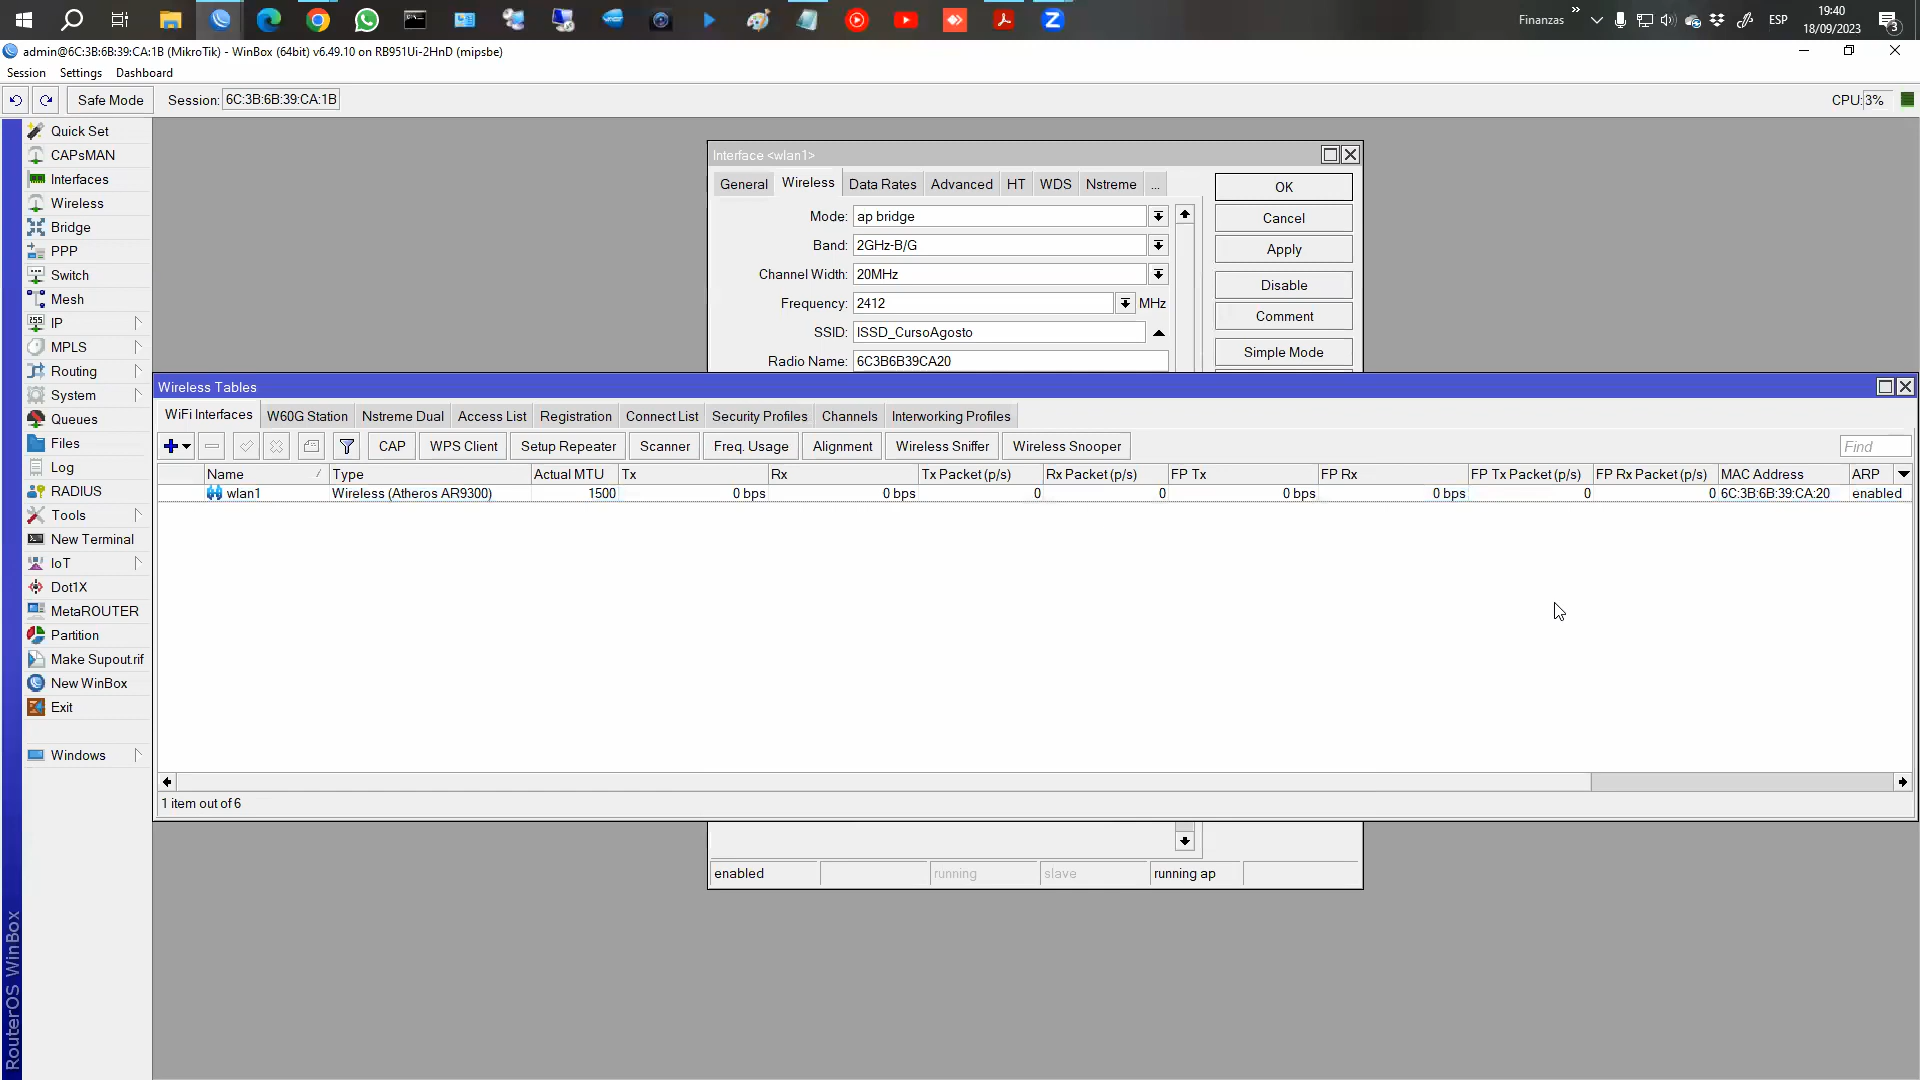 Finanzas
»
ESP
19:40
18/09/2023
3
admin@6C:3B:6B:39:CA:1B (MikroTik) - WinBox (64bit) v6.49.10 on RB951Ui-2HnD (mipsbe)
Session Settings Dashboard
Safe Mode Session: 6C:3B:6B:39:CA:1B CPU: 3%
Quick Set
CAPsMAN
Interfaces
Wireless
Bridge
PPP
Switch
Mesh
IP
MPLS
Routing
System
Queues
Files
Log
RADIUS
Tools
New Terminal
IoT
Dot1X
MetaROUTER
Partition
Make Supout.rif
New WinBox
Exit
Windows
RouterOS WinBox
Interface <wlan1>
General Wireless Data Rates Advanced HT WDS Nstreme ...
Mode: ap bridge
Band: 2GHz-B/G
Channel Width: 20MHz
Frequency: 2412 MHz
SSID: ISSD_CursoAgosto
Radio Name: 6C3B6B39CA20
OK
Cancel
Apply
Disable
Comment
Simple Mode
Wireless Tables
WiFi Interfaces W60G Station Nstreme Dual Access List Registration Connect List Security Profiles Channels Interworking Profiles
CAP WPS Client Setup Repeater Scanner Freq. Usage Alignment Wireless Sniffer Wireless Snooper Find
Name Type Actual MTU Tx Rx Tx Packet (p/s) Rx Packet (p/s) FP Tx FP Rx FP Tx Packet (p/s) FP Rx Packet (p/s) MAC Address ARP
wlan1 Wireless (Atheros AR9300) 1500 0 bps 0 bps 0 0 0 bps 0 bps 0 0 6C:3B:6B:39:CA:20 enabled
1 item out of 6
enabled running slave running ap